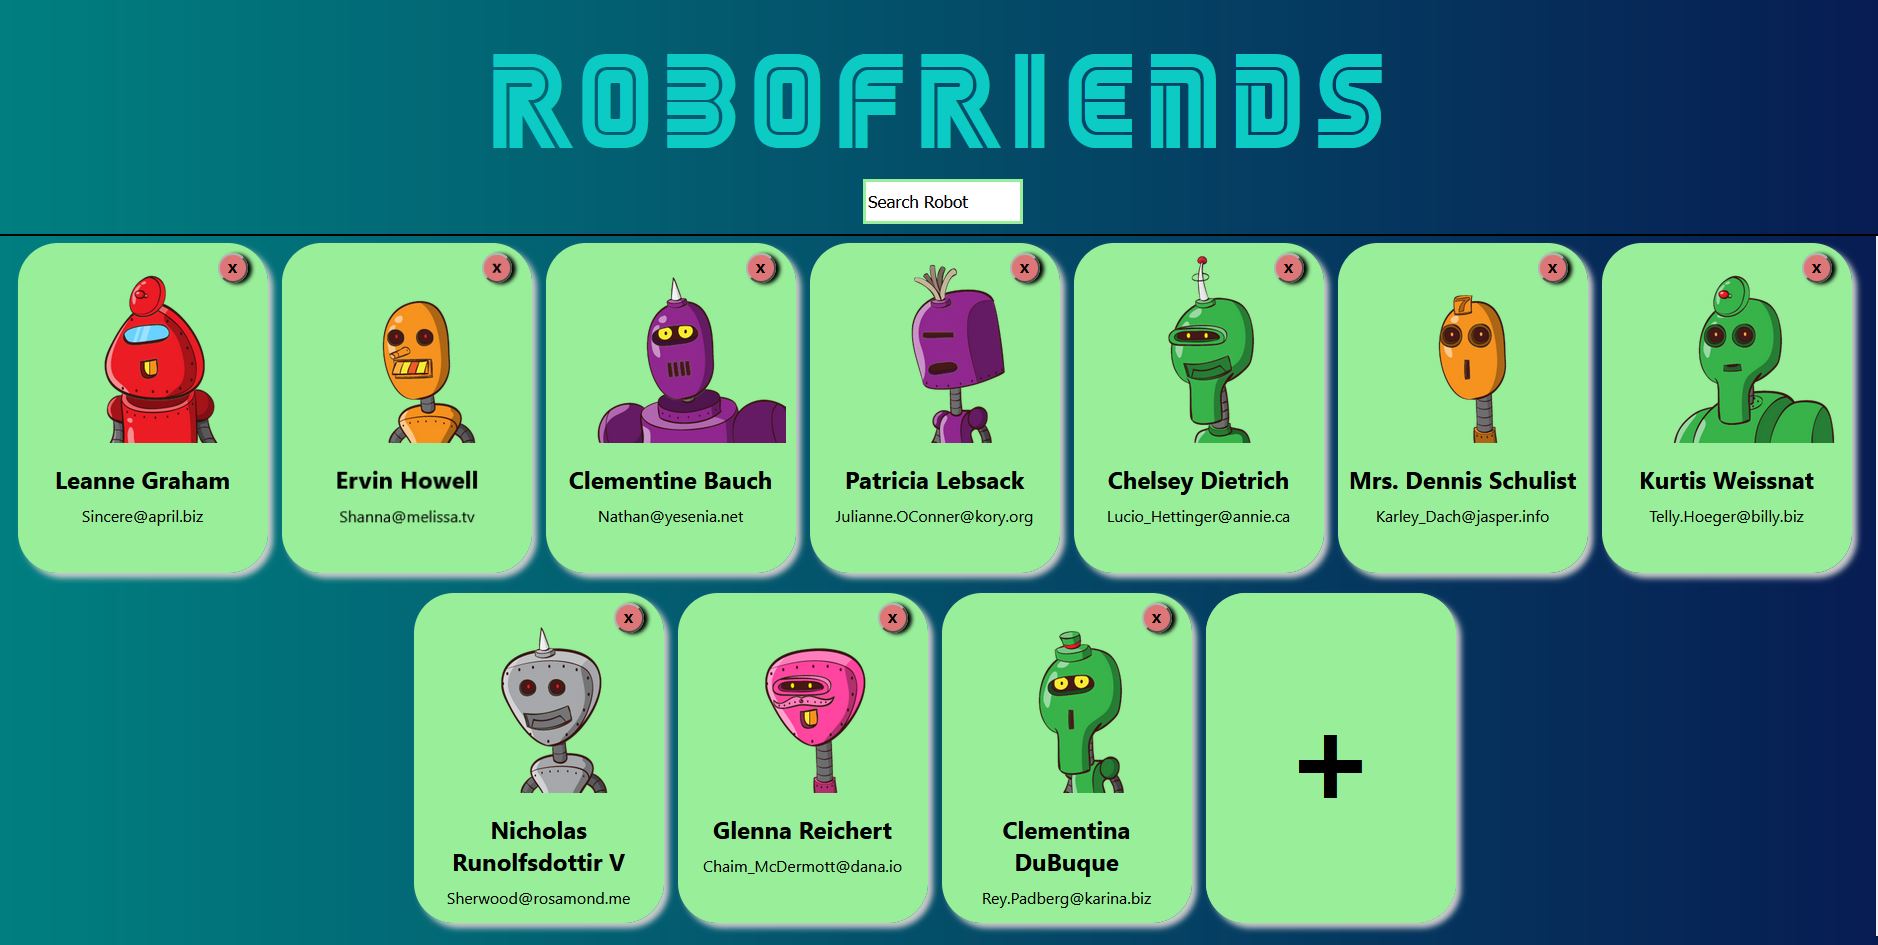 ROBOFRIENDS
Search Robot
x
x
x
x
x
x
x
7
Leanne Graham
Sincere@april.biz
Ervin Howell
Shanna@melissa.tv
Clementine Bauch
Nathan@yesenia.net
Patricia Lebsack
Julianne.OConner@kory.org
Chelsey Dietrich
Lucio_Hettinger@annie.ca
Mrs. Dennis Schulist
Karley_Dach@jasper.info
Kurtis Weissnat
Telly.Hoeger@billy.biz
x
x
x
Nicholas
Runolfsdottir V
Sherwood@rosamond.me
Glenna Reichert
Chaim_McDermott@dana.io
Clementina
DuBuque
Rey.Padberg@karina.biz
+